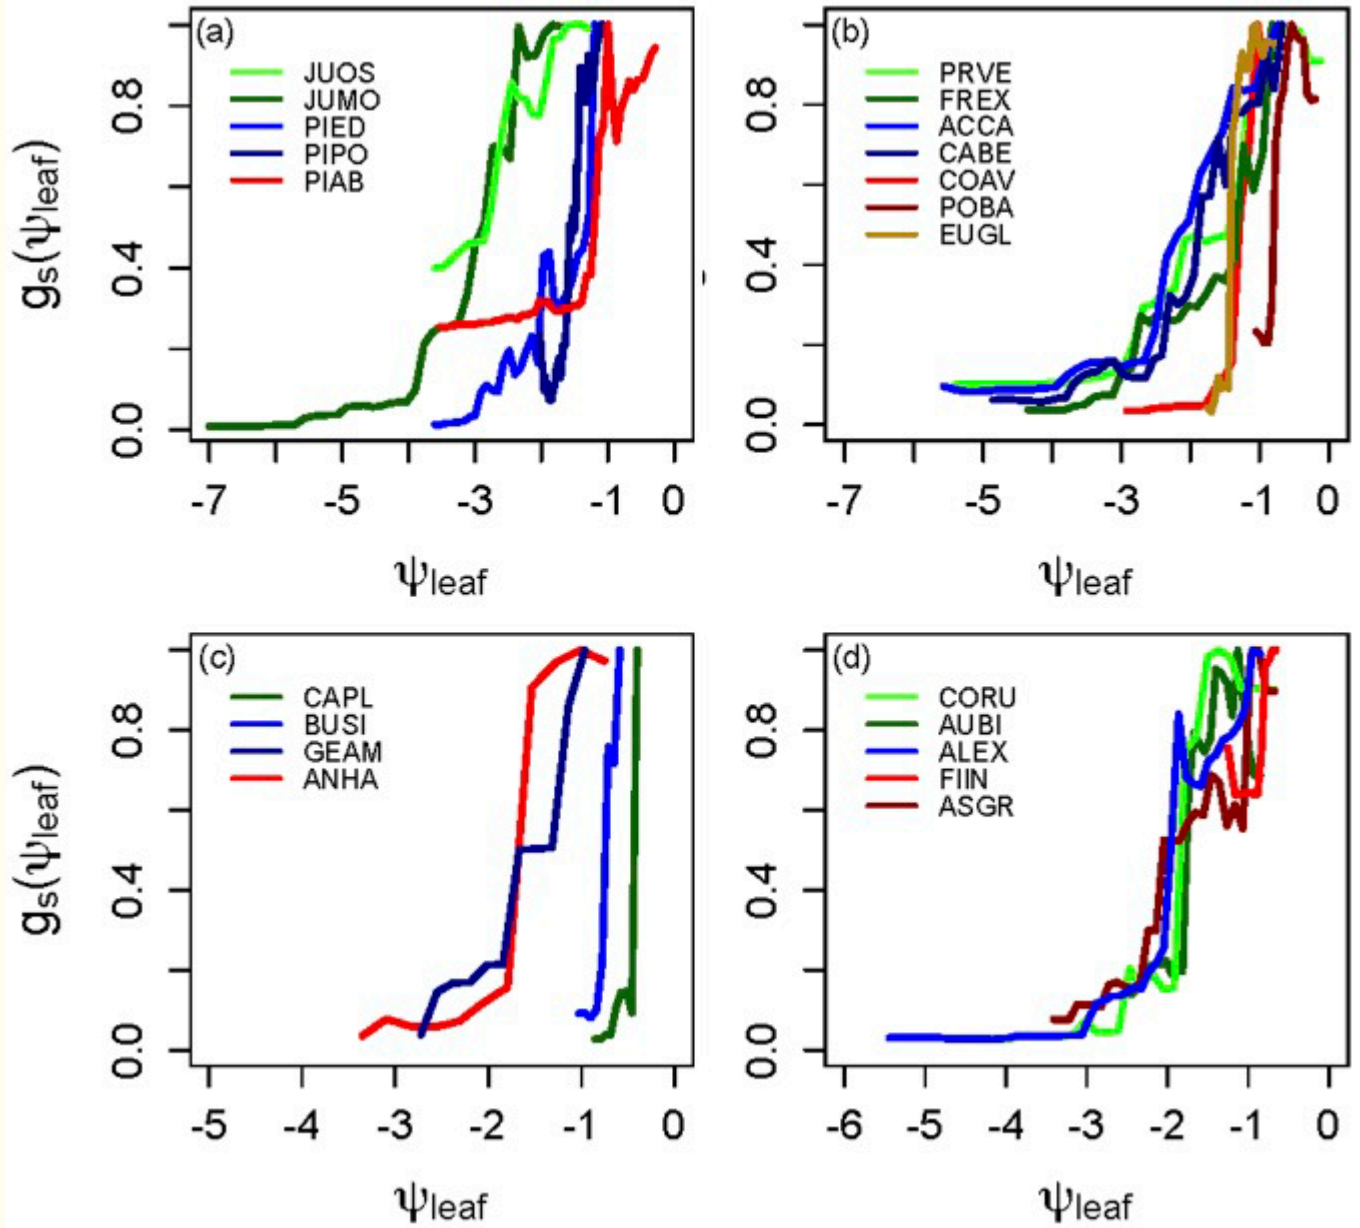 (a)
JUOS
JUMO
PIED
PIPO
PIAB
gs(ψleaf)
0.8
0.4
0.0
-7 -5 -3 -1 0
ψleaf
(b)
PRVE
FREX
ACCA
CABE
COAV
POBA
EUGL
0.8
0.4
0.0
-7 -5 -3 -1 0
ψleaf
(c)
CAPL
BUSI
GEAM
ANHA
gs(ψleaf)
0.8
0.4
0.0
-5 -4 -3 -2 -1 0
ψleaf
(d)
CORU
AUBI
ALEX
FIIN
ASGR
0.8
0.4
0.0
-6 -5 -4 -3 -2 -1 0
ψleaf